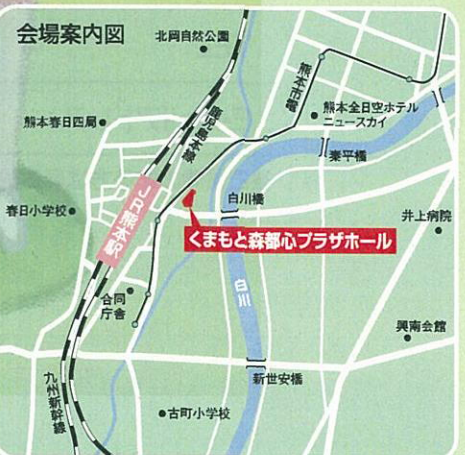 会場案内図
北岡自然公園
熊本市電
熊本全日空ホテル
ニュースカイ
熊本春日四局
鹿児島本線
泰平橋
JR熊本駅
白川橋
春日小学校
井上病院
くまもと森都心プラザホール
白川
合同
庁舎
興南会館
新世安橋
九州新幹線
古町小学校